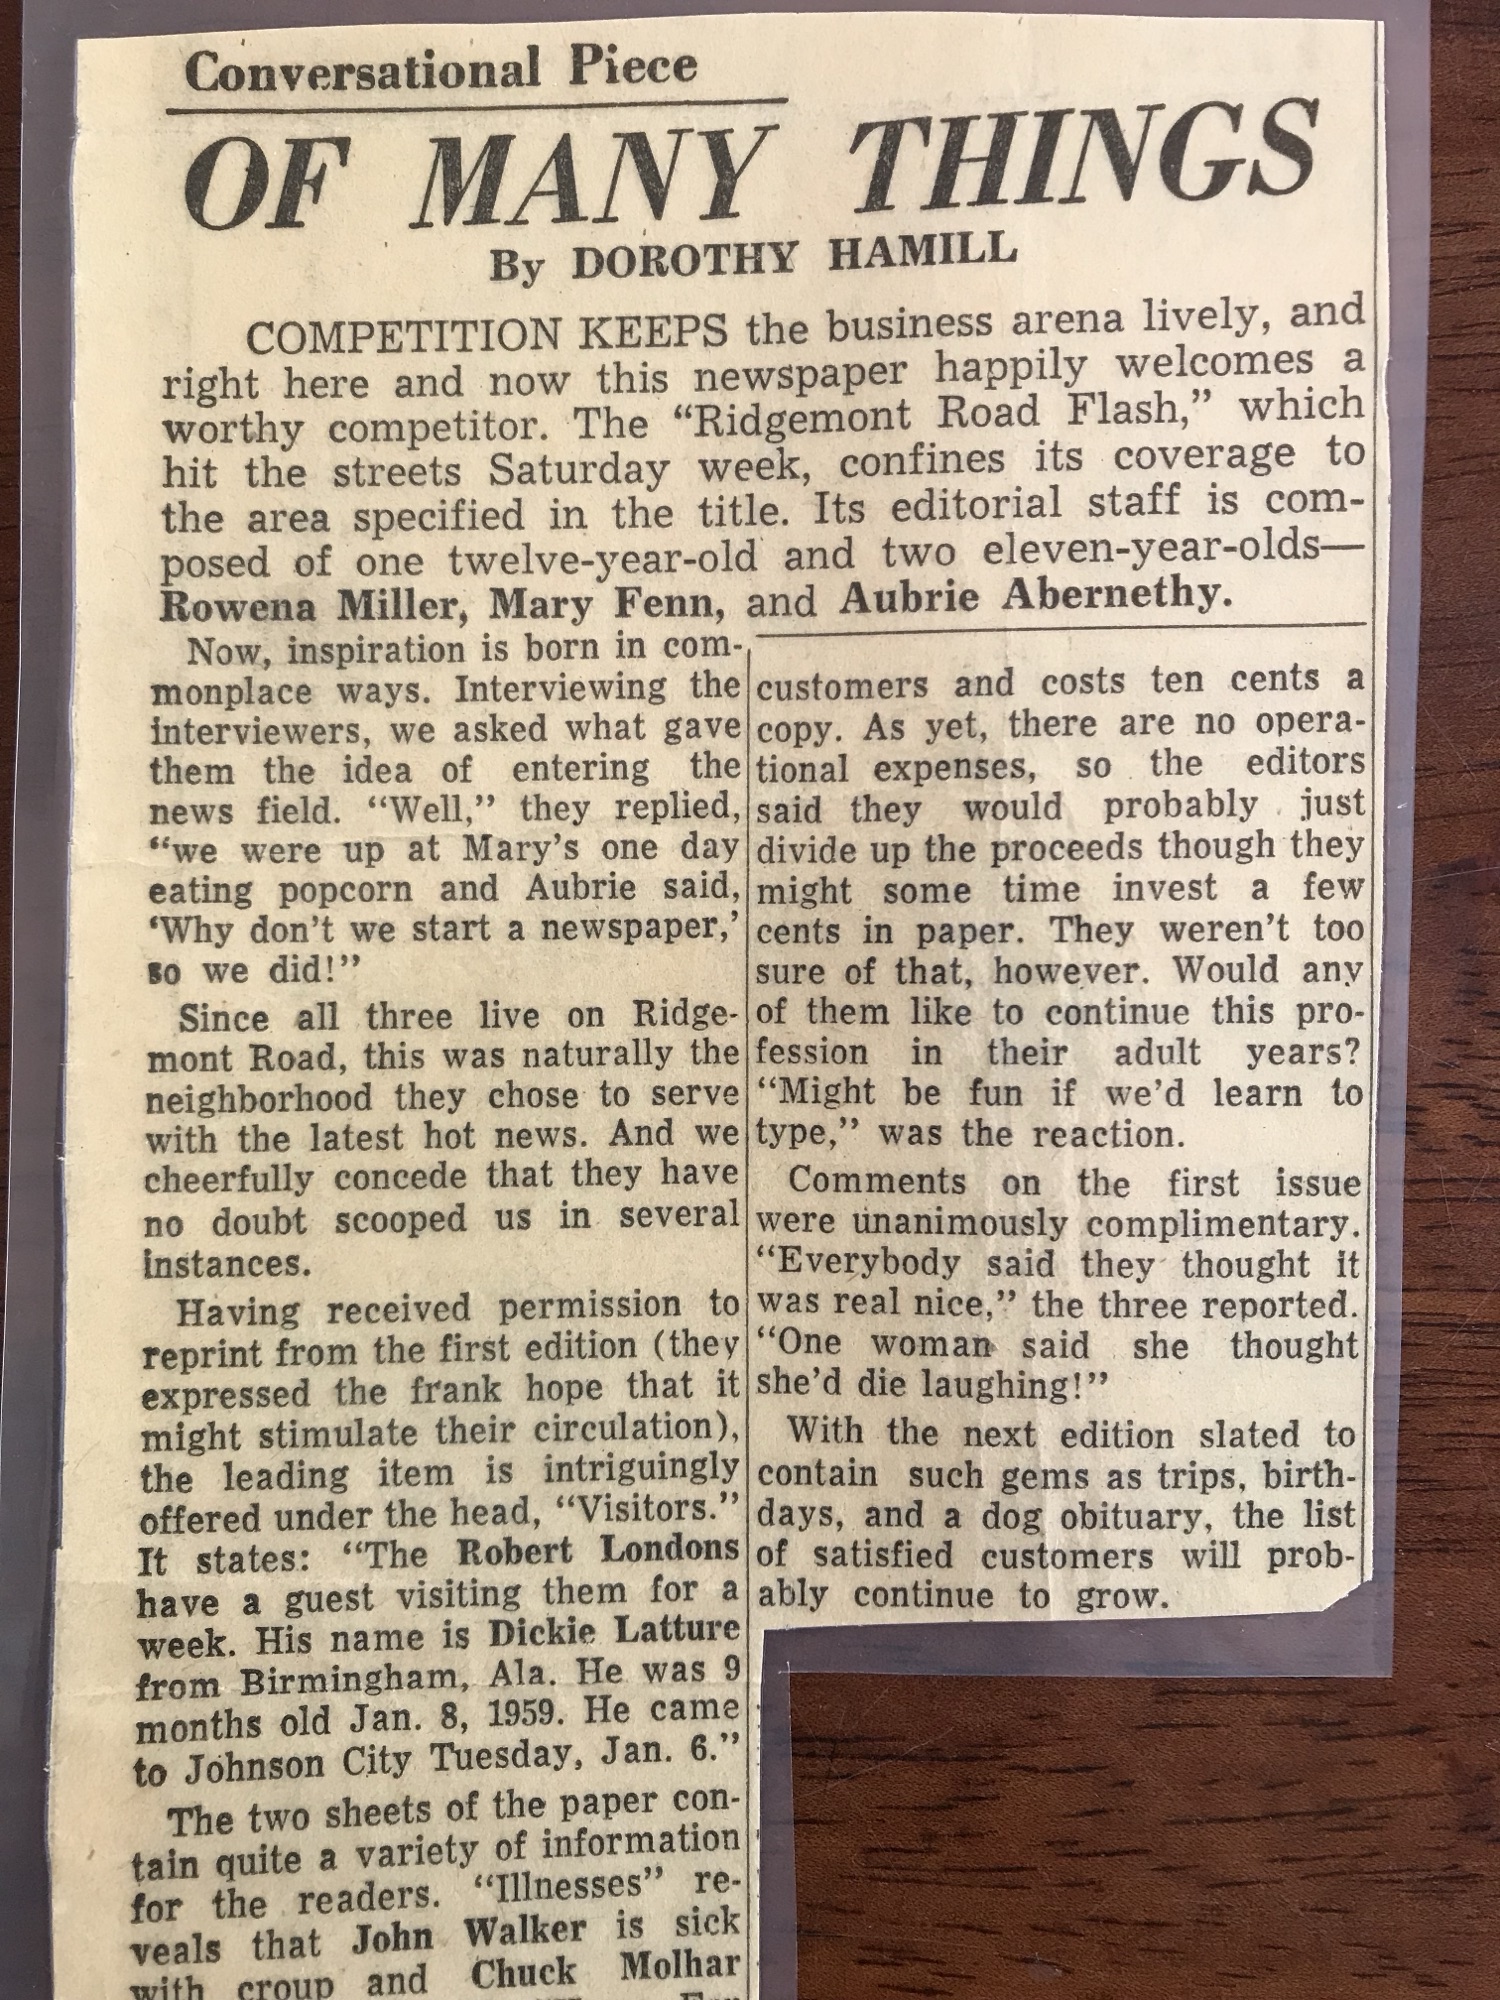 Conversational Piece
OF MANY THINGS
By DOROTHY HAMILL
COMPETITION KEEPS the business arena lively, and
right here and now this newspaper happily welcomes a
worthy competitor. The “Ridgemont Road Flash,” which
hit the streets Saturday week, confines its coverage to
the area specified in the title. Its editorial staff is com-
posed of one twelve-year-old and two eleven-year-olds—
Rowena Miller, Mary Fenn, and Aubrie Abernethy.
Now, inspiration is born in com-
monplace ways. Interviewing the
interviewers, we asked what gave
them the idea of entering the
news field. “Well,” they replied,
“we were up at Mary’s one day
eating popcorn and Aubrie said,
‘Why don’t we start a newspaper,’
so we did!”
Since all three live on Ridge-
mont Road, this was naturally the
neighborhood they chose to serve
with the latest hot news. And we
cheerfully concede that they have
no doubt scooped us in several
instances.
Having received permission to
reprint from the first edition (they
expressed the frank hope that it
might stimulate their circulation),
the leading item is intriguingly
offered under the head, “Visitors.”
It states: “The Robert Londons
have a guest visiting them for a
week. His name is Dickie Latture
from Birmingham, Ala. He was 9
months old Jan. 8, 1959. He came
to Johnson City Tuesday, Jan. 6.”
The two sheets of the paper con-
tain quite a variety of information
for the readers. “Illnesses” re-
veals that John Walker is sick
with croup and Chuck Molhar
customers and costs ten cents a
copy. As yet, there are no opera-
tional expenses, so the editors
said they would probably just
divide up the proceeds though they
might some time invest a few
cents in paper. They weren’t too
sure of that, however. Would any
of them like to continue this pro-
fession in their adult years?
“Might be fun if we’d learn to
type,” was the reaction.
Comments on the first issue
were unanimously complimentary.
“Everybody said they thought it
was real nice,” the three reported.
“One woman said she thought
she’d die laughing!”
With the next edition slated to
contain such gems as trips, birth-
days, and a dog obituary, the list
of satisfied customers will prob-
ably continue to grow.